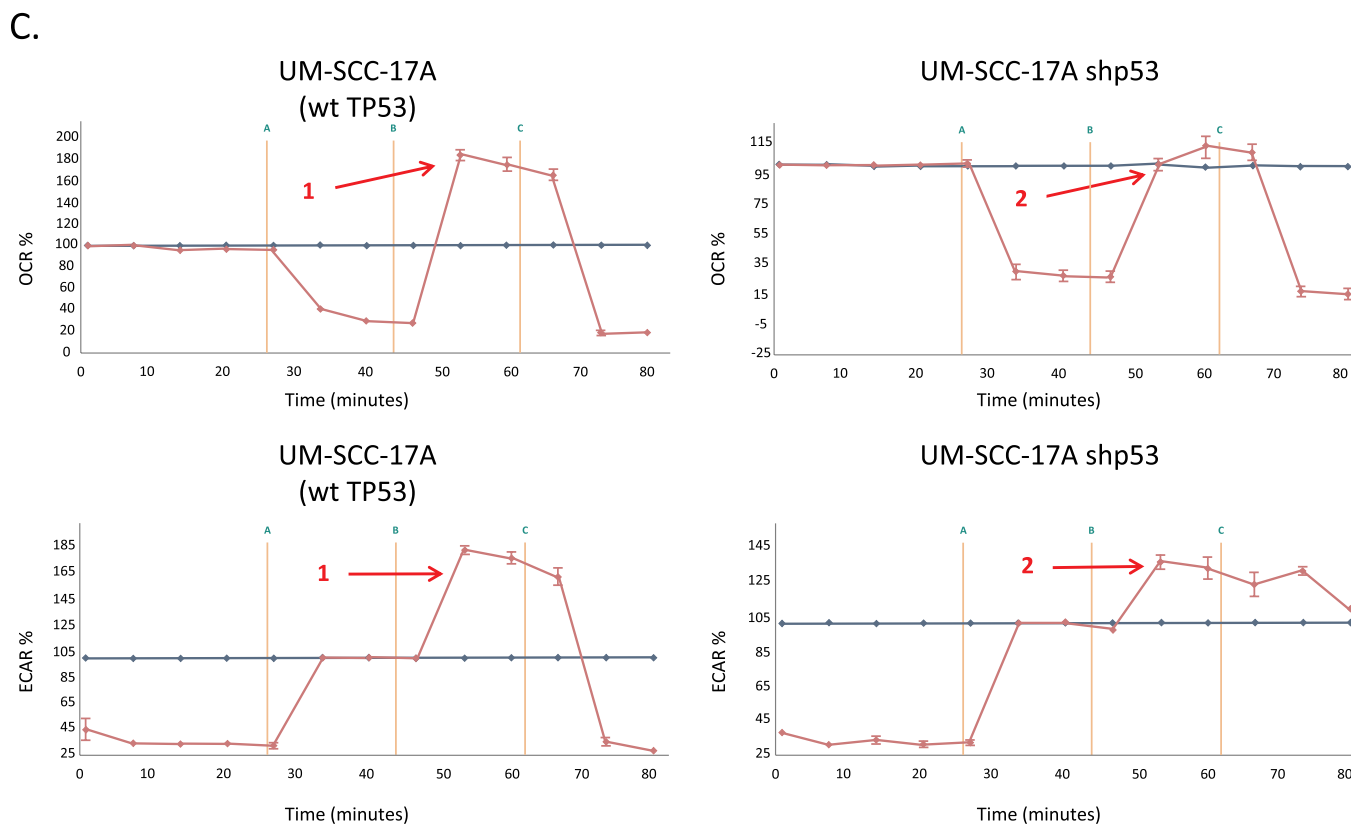 C.
UM-SCC-17A
(wt TP53)
OCR %
200
180
160
140
120
100
80
60
40
20
0
A
B
C
1
0 10 20 30 40 50 60 70 80
Time (minutes)
UM-SCC-17A shp53
OCR %
115
95
75
55
35
15
-5
-25
A
B
C
2
0 10 20 30 40 50 60 70 80
Time (minutes)
UM-SCC-17A
(wt TP53)
ECAR %
185
165
145
125
105
85
65
45
25
A
B
C
1
0 10 20 30 40 50 60 70 80
Time (minutes)
UM-SCC-17A shp53
ECAR %
145
125
105
85
65
45
25
A
B
C
2
0 10 20 30 40 50 60 70 80
Time (minutes)